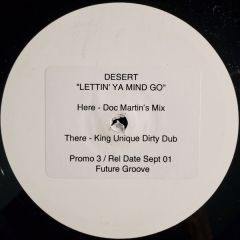 DESERT
"LETTIN' YA MIND GO"
Here - Doc Martin's Mix
There - King Unique Dirty Dub
Promo 3 / Rel Date Sept 01
Future Groove